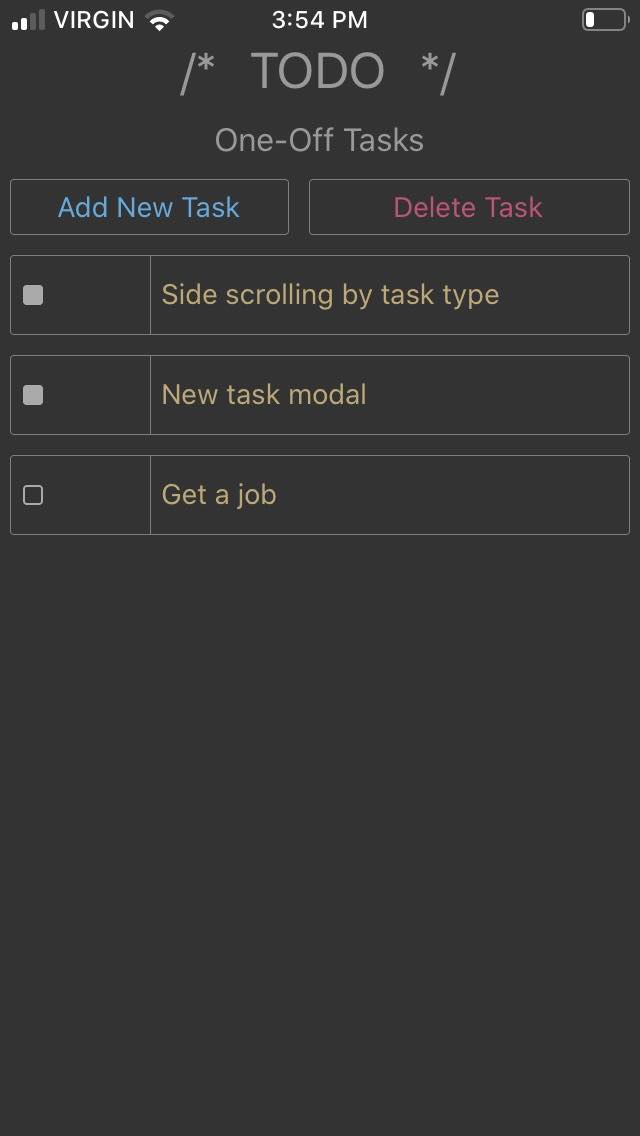 VIRGIN 3:54 PM
/* TODO */
One-Off Tasks
Add New Task Delete Task
Side scrolling by task type
New task modal
Get a job